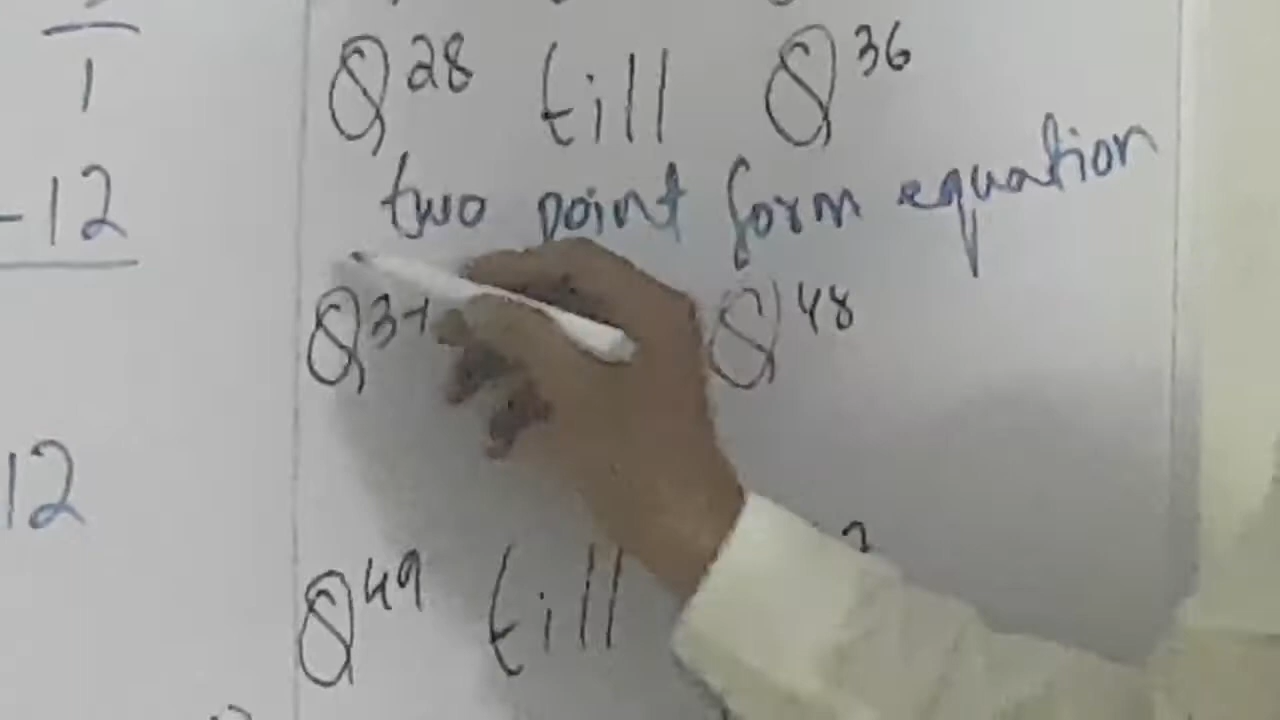 1
Q28 till Q36
-12
two point form equation
Q37 Q48
12
Q49 till